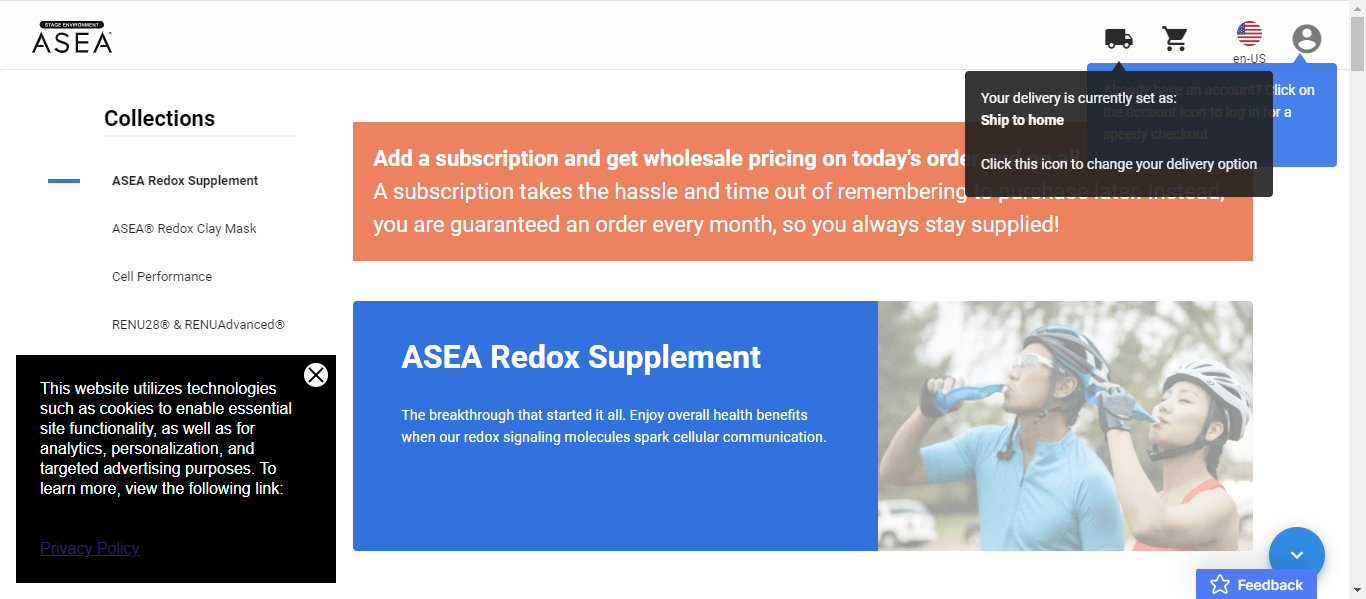 STAGE ENVIRONMENT
ASEA
en-US
Already have an account? Click on
the account icon to log in for a
speedy checkout.
Your delivery is currently set as:
Ship to home
Click this icon to change your delivery option
Collections
ASEA Redox Supplement
ASEA® Redox Clay Mask
Cell Performance
RENU28® & RENUAdvanced®
Add a subscription and get wholesale pricing on today's order
A subscription takes the hassle and time out of remembering to purchase later. Instead,
you are guaranteed an order every month, so you always stay supplied!
ASEA Redox Supplement
The breakthrough that started it all. Enjoy overall health benefits
when our redox signaling molecules spark cellular communication.
This website utilizes technologies
such as cookies to enable essential
site functionality, as well as for
analytics, personalization, and
targeted advertising purposes. To
learn more, view the following link:
Privacy Policy
Feedback